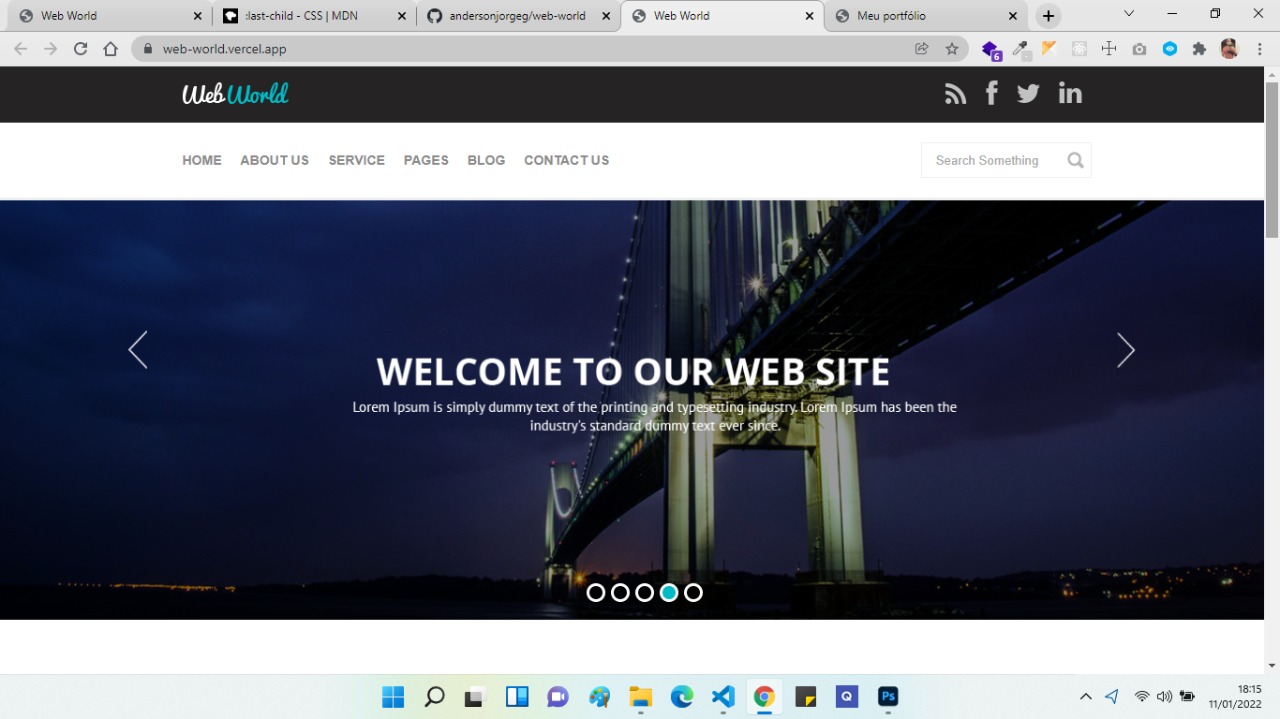 Web World
:last-child - CSS | MDN
andersonjorgeg/web-world
Web World
Meu portfólio
web-world.vercel.app
6
Web World
HOME ABOUT US SERVICE PAGES BLOG CONTACT US
Search Something
WELCOME TO OUR WEB SITE
Lorem Ipsum is simply dummy text of the printing and typesetting industry. Lorem Ipsum has been the
industry's standard dummy text ever since.
Q
Ps
18:15
11/01/2022